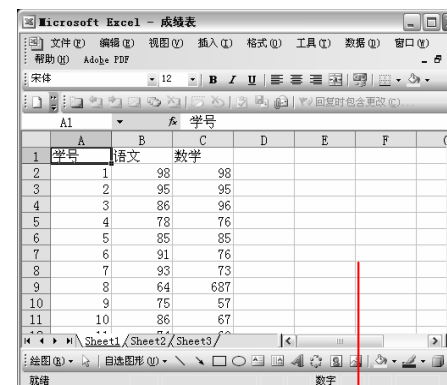 Microsoft Excel - 成绩表
文件(F) 编辑(E) 视图(V) 插入(I) 格式(O) 工具(T) 数据(D) 窗口(W)
帮助(H) Adobe PDF
宋体 12 B I U
回复时包含更改(C)...
A1 fx 学号
A B C D E F
1 学号 语文 数学
2 1 98 98
3 2 95 95
4 3 86 96
5 4 78 76
6 5 85 85
7 6 91 76
8 7 93 73
9 8 64 687
10 9 75 57
11 10 86 67
Sheet1 Sheet2 Sheet3
绘图(R) 自选图形(U)
就绪 数字